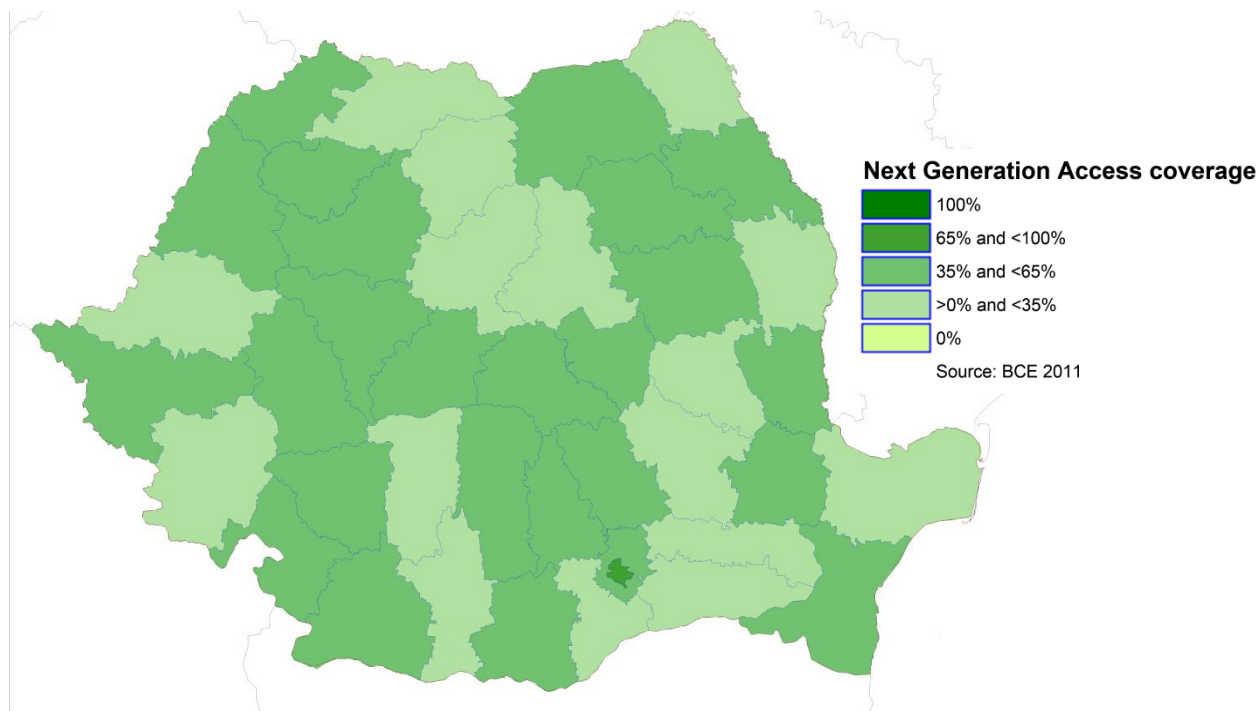 Next Generation Access coverage
100%
65% and <100%
35% and <65%
>0% and <35%
0%
Source: BCE 2011